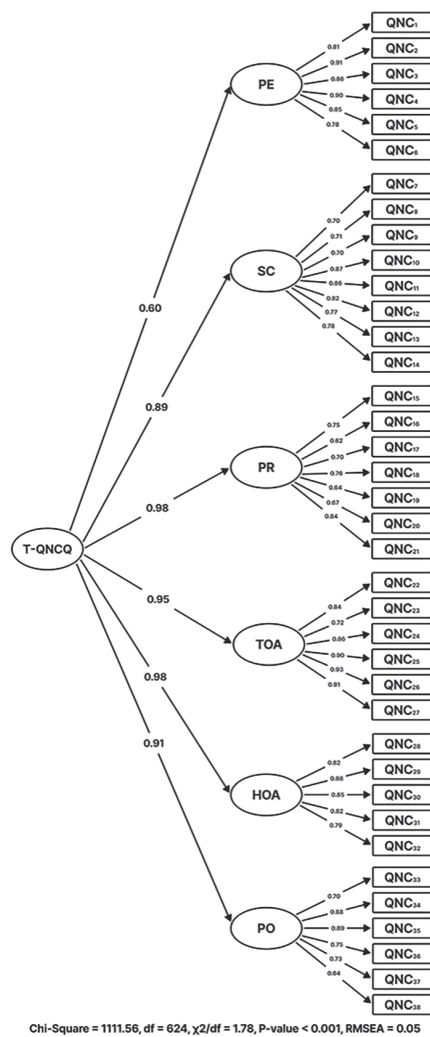 QNC₁
0.81
QNC₂
0.91
QNC₃
0.86
PE
QNC₄
0.90
QNC₅
0.85
QNC₆
0.78
QNC₇
0.70
QNC₈
0.71
QNC₉
0.70
SC
QNC₁₀
0.87
QNC₁₁
0.86
QNC₁₂
0.82
QNC₁₃
0.77
QNC₁₄
0.78
0.60
0.89
QNC₁₅
0.75
QNC₁₆
0.62
QNC₁₇
0.70
PR
QNC₁₈
0.76
QNC₁₉
0.64
QNC₂₀
0.67
QNC₂₁
0.84
0.98
T-QNCQ
0.95
QNC₂₂
0.84
QNC₂₃
0.72
QNC₂₄
0.86
TOA
QNC₂₅
0.90
QNC₂₆
0.93
QNC₂₇
0.91
0.98
0.91
QNC₂₈
0.82
QNC₂₉
0.88
HOA
QNC₃₀
0.85
QNC₃₁
0.82
QNC₃₂
0.79
QNC₃₃
0.70
QNC₃₄
0.88
PO
QNC₃₅
0.89
QNC₃₆
0.75
QNC₃₇
0.73
QNC₃₈
0.64
Chi-Square = 1111.56, df = 624, χ2/df = 1.78, P-value < 0.001, RMSEA = 0.05